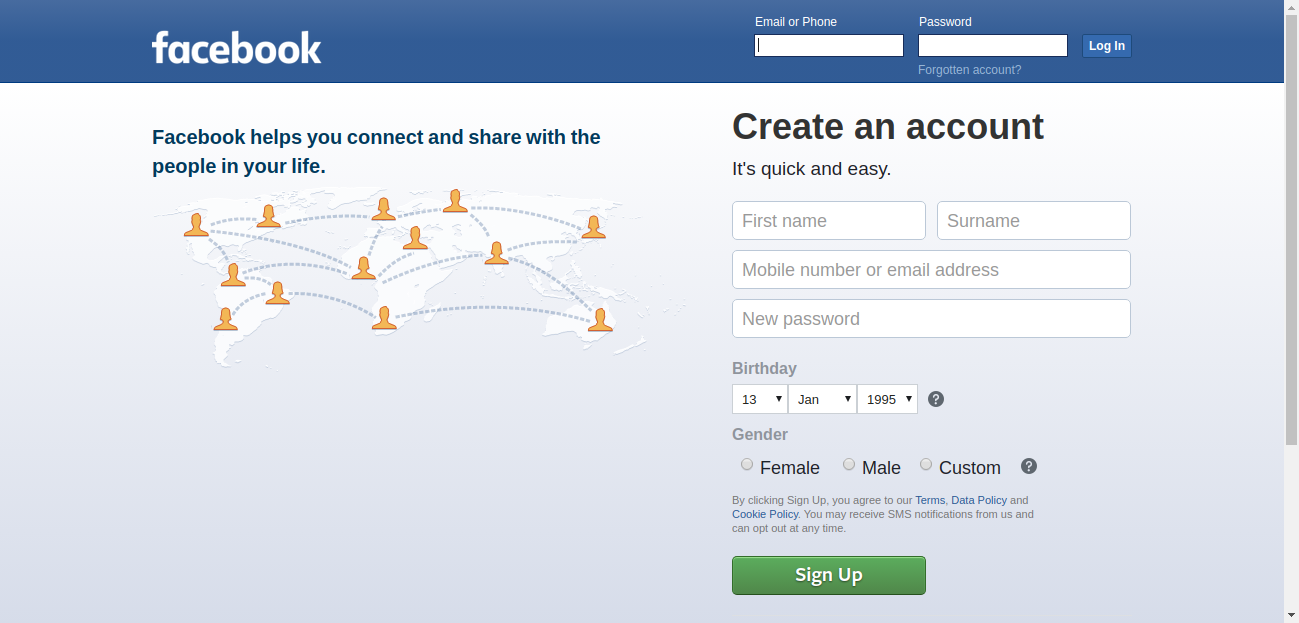 facebook
Email or Phone
Password
Log In
Forgotten account?
Facebook helps you connect and share with the
people in your life.
Create an account
It's quick and easy.
First name
Surname
Mobile number or email address
New password
Birthday
13
Jan
1995
?
Gender
Female
Male
Custom
?
By clicking Sign Up, you agree to our Terms, Data Policy and
Cookie Policy. You may receive SMS notifications from us and
can opt out at any time.
Sign Up